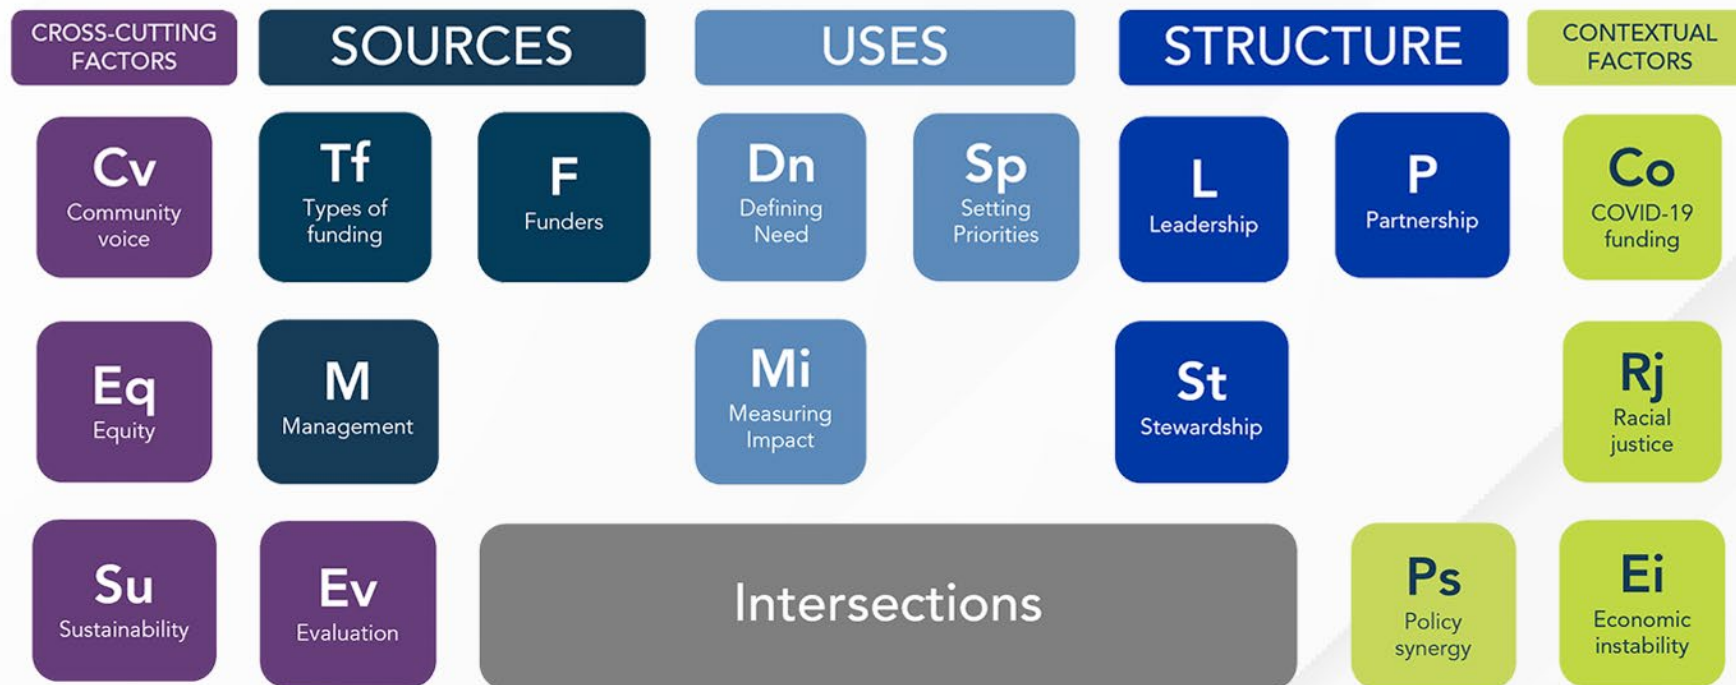 CROSS-CUTTING
FACTORS
SOURCES
USES
STRUCTURE
CONTEXTUAL
FACTORS
Cv
Community
voice
Tf
Types of
funding
F
Funders
Dn
Defining
Need
Sp
Setting
Priorities
L
Leadership
P
Partnership
Co
COVID-19
funding
Eq
Equity
M
Management
Mi
Measuring
Impact
St
Stewardship
Rj
Racial
justice
Su
Sustainability
Ev
Evaluation
Intersections
Ps
Policy
synergy
Ei
Economic
instability